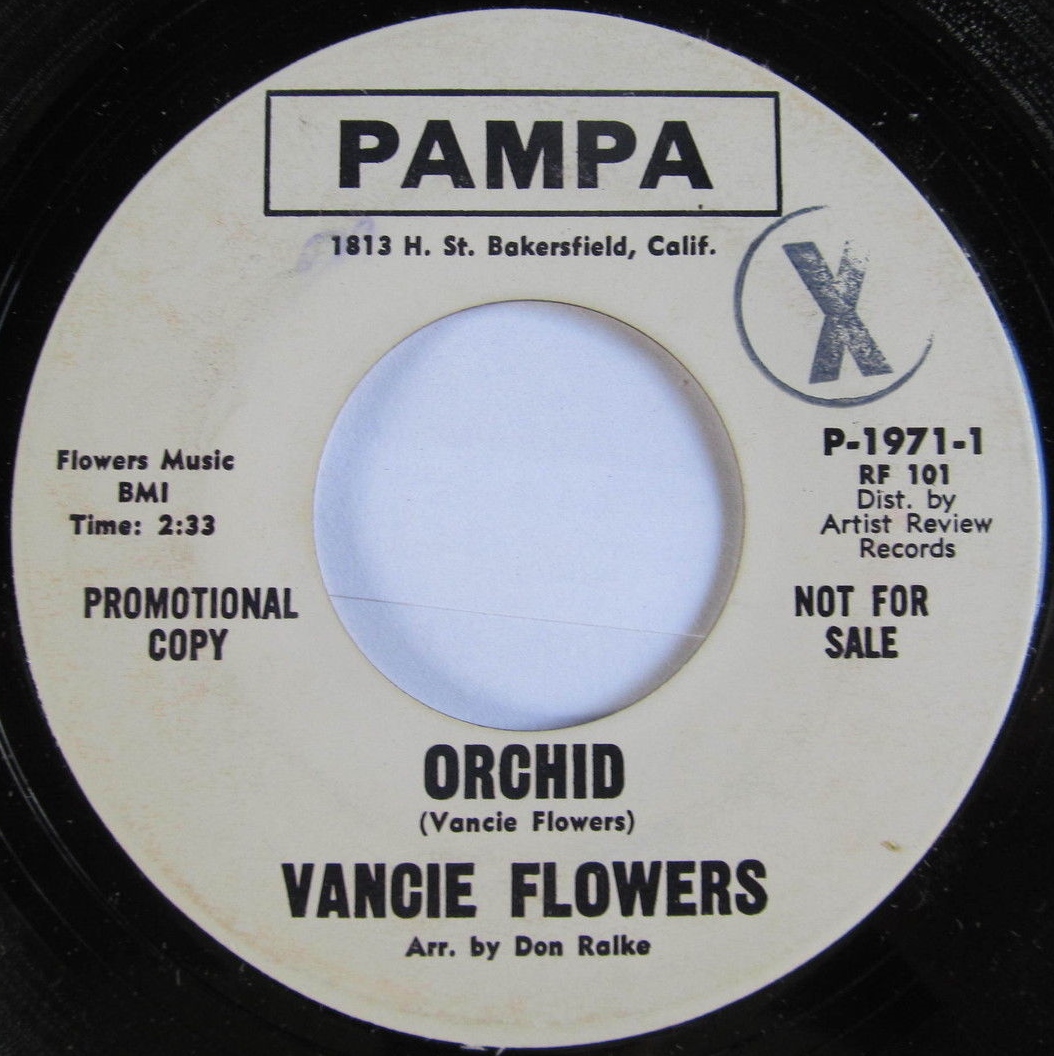 PAMPA
1813 H. St. Bakersfield, Calif.
X
Flowers Music
BMI
Time: 2:33
PROMOTIONAL
COPY
P-1971-1
RF 101
Dist. by
Artist Review
Records
NOT FOR
SALE
ORCHID
(Vancie Flowers)
VANCIE FLOWERS
Arr. by Don Ralke